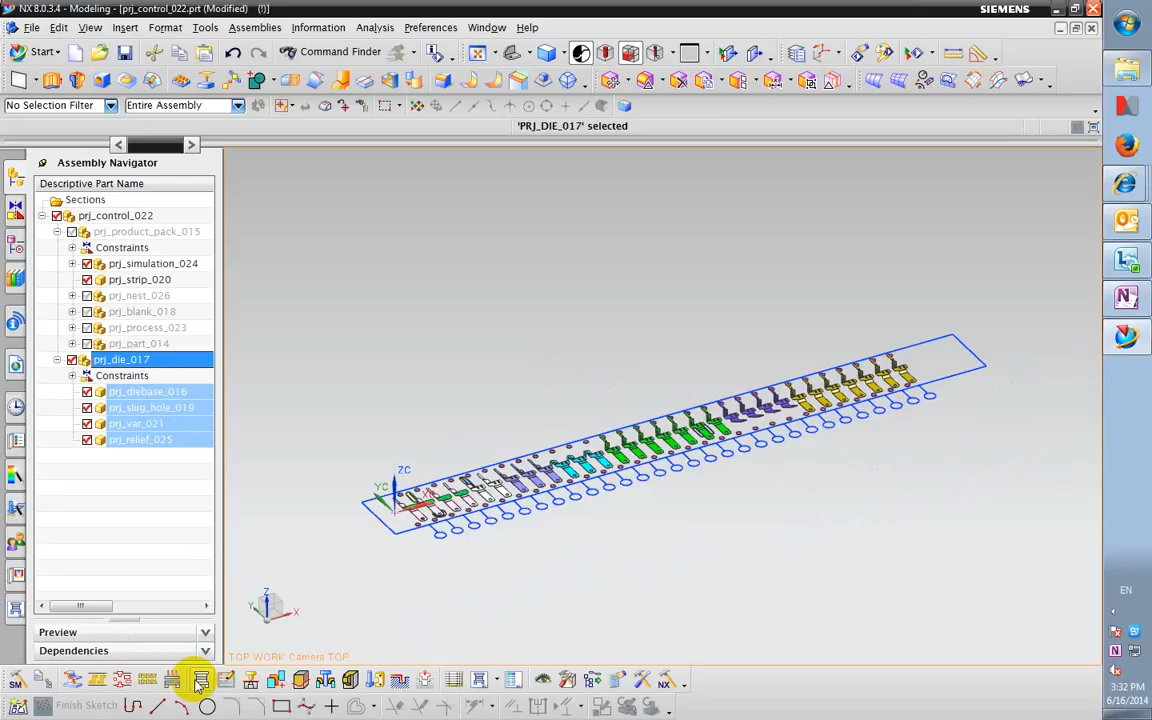 NX 8.0.3.4 - Modeling - [prj_control_022.prt (Modified) (!)]
SIEMENS
File Edit View Insert Format Tools Assemblies Information Analysis Preferences Window Help
Start Command Finder
No Selection Filter Entire Assembly
'PRJ_DIE_017' selected
Assembly Navigator
Descriptive Part Name
Sections
prj_control_022
prj_product_pack_015
Constraints
prj_simulation_024
prj_strip_020
prj_nest_026
prj_blank_018
prj_process_023
prj_part_014
prj_die_017
Constraints
prj_diebase_016
prj_slug_hole_019
prj_var_021
prj_relief_025
ZC
YC
Z
Y
X
Preview
Dependencies
TOP WORK Camera TOP
SM
NX
Finish Sketch
EN
3:32 PM
6/16/2014